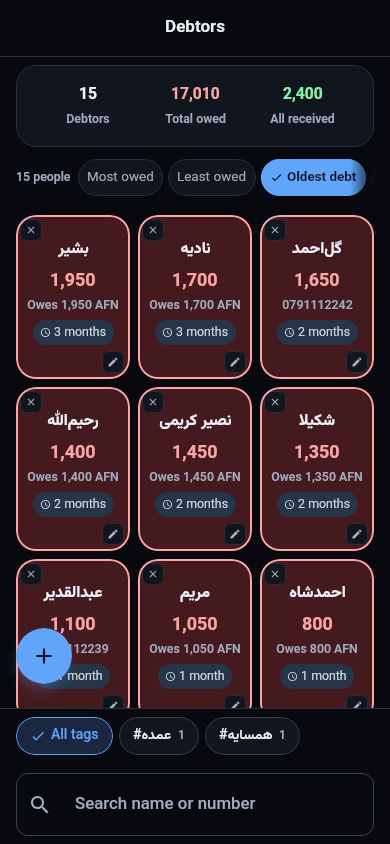 Debtors
15 17,010 2,400
Debtors Total owed All received
15 people Most owed Least owed Oldest debt
بشیر نادیه گل‌احمد
1,950 1,700 1,650
Owes 1,950 AFN Owes 1,700 AFN 0791112242
3 months 3 months 2 months
رحیم‌الله نصیر کریمی شکیلا
1,400 1,450 1,350
Owes 1,400 AFN Owes 1,450 AFN Owes 1,350 AFN
2 months 2 months 2 months
عبدالقدیر مریم احمدشاه
1,100 1,050 800
Owes 1,050 AFN Owes 800 AFN
month 1 month 1 month
All tags #عمده 1 #همسایه 1
Search name or number